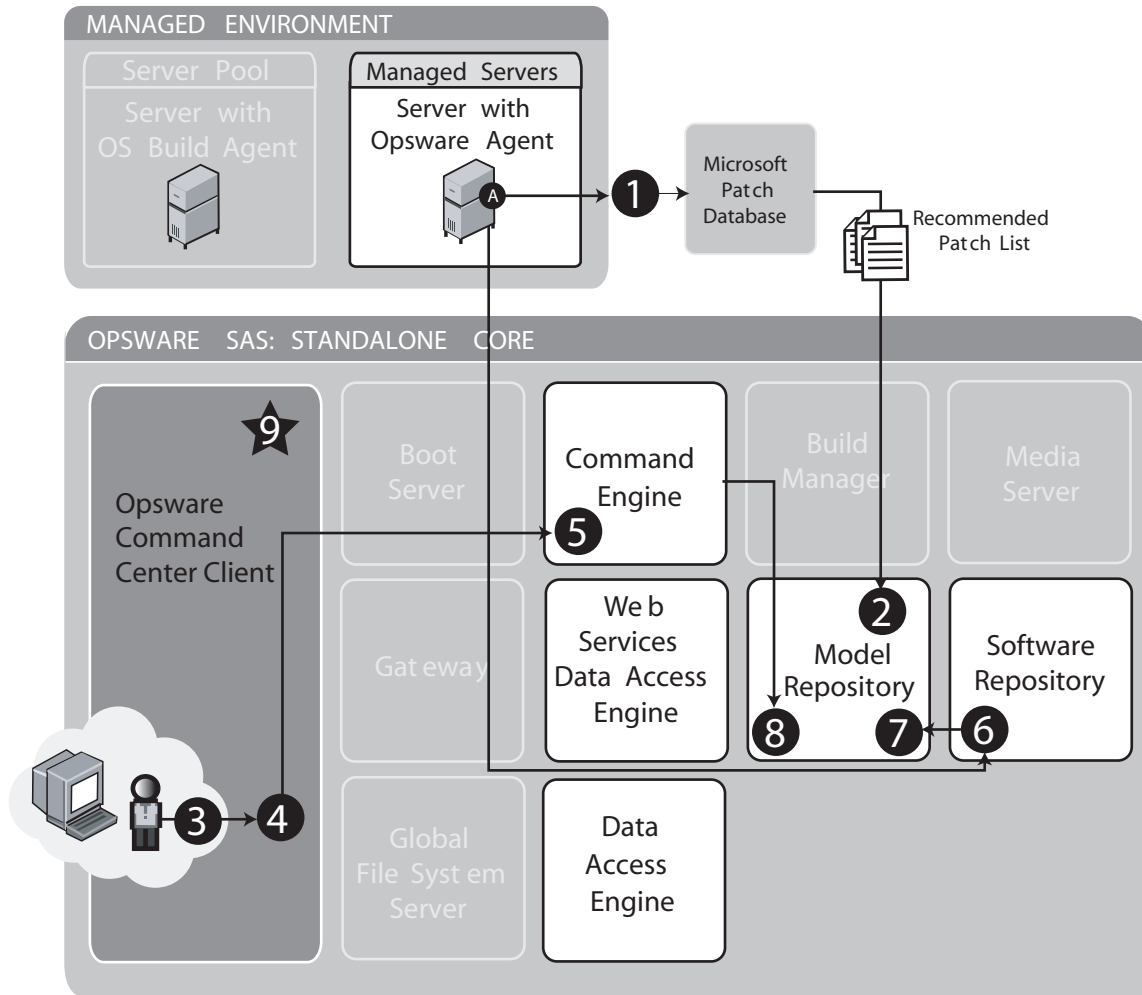 MANAGED ENVIRONMENT
Server Pool
Server with
OS Build Agent
Managed Servers
Server with
Opsware Agent
A
1
Microsoft
Patch
Database
Recommended
Patch List
OPSWARE SAS: STANDALONE CORE
9
Opsware
Command
Center Client
Boot
Server
Command
Engine
5
Build
Manager
Media
Server
Gateway
Web
Services
Data Access
Engine
2
Model
Repository
8
7
Software
Repository
6
3
4
Global
File System
Server
Data
Access
Engine